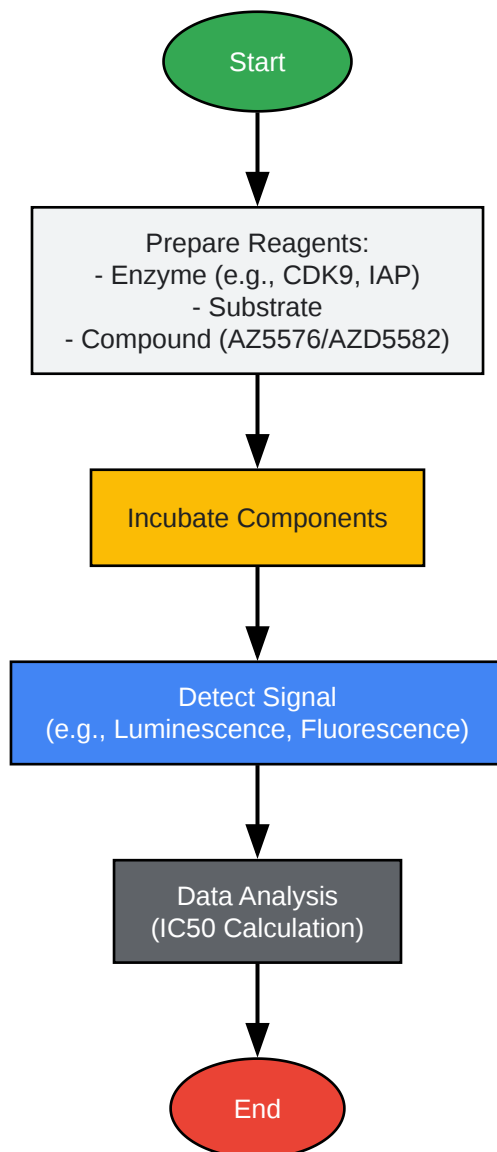 Start
Prepare Reagents:
- Enzyme (e.g., CDK9, IAP)
- Substrate
- Compound (AZ5576/AZD5582)
Incubate Components
Detect Signal
(e.g., Luminescence, Fluorescence)
Data Analysis
(IC50 Calculation)
End